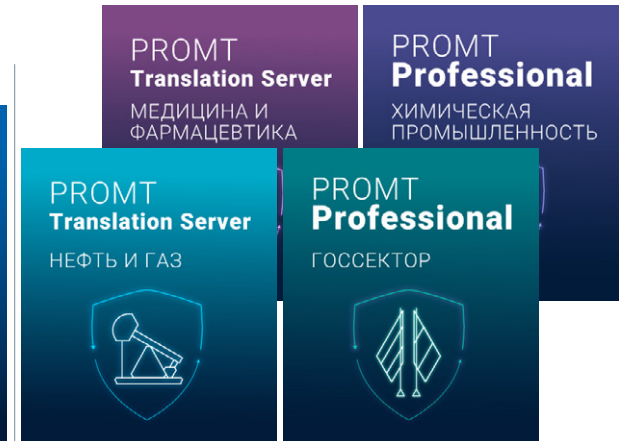 PROMT
Translation Server
МЕДИЦИНА И
ФАРМАЦЕВТИКА
PROMT
Professional
ХИМИЧЕСКАЯ
ПРОМЫШЛЕННОСТЬ
PROMT
Translation Server
НЕФТЬ И ГАЗ
PROMT
Professional
ГОССЕКТОР